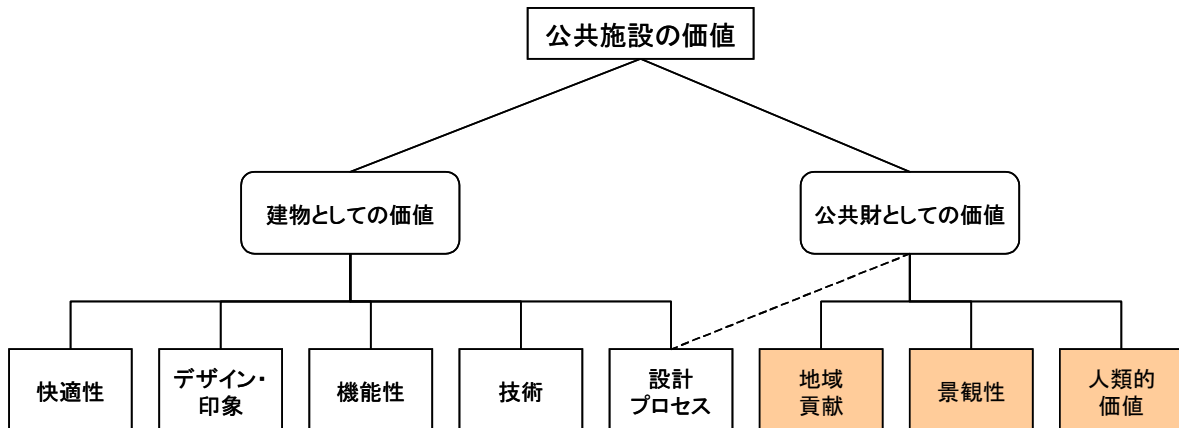 公共施設の価値
建物としての価値
公共財としての価値
快適性
デザイン・
印象
機能性
技術
設計
プロセス
地域
貢献
景観性
人類的
価値